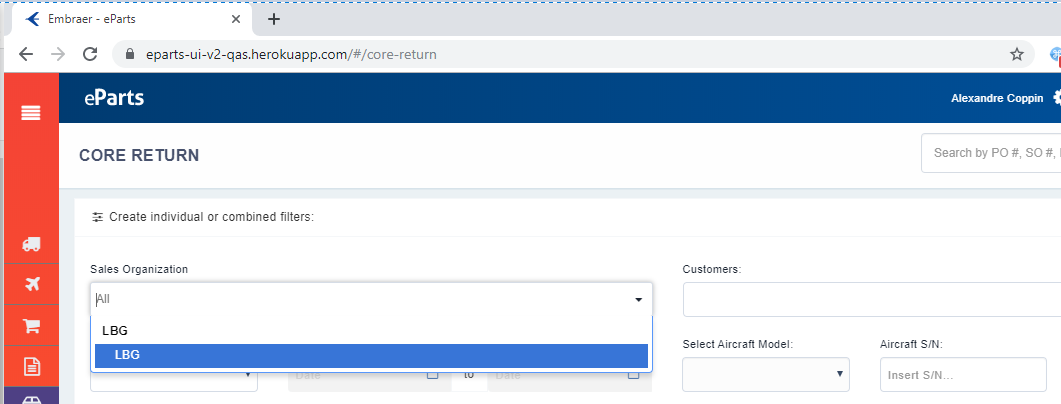 Embraer - eParts
eparts-ui-v2-qas.herokuapp.com/#/core-return
eParts
Alexandre Coppin
CORE RETURN
Search by PO #, SO #,
Create individual or combined filters:
Sales Organization
Customers:
All
LBG
LBG
Select Aircraft Model:
Aircraft S/N:
Date
to
Date
Insert S/N...